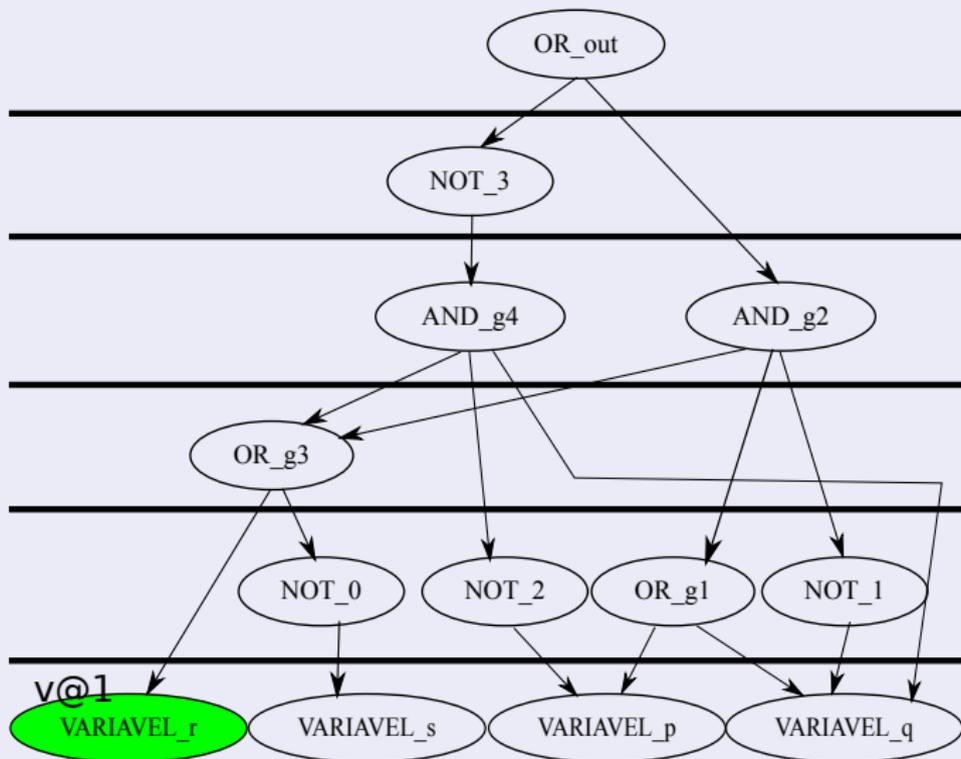 OR_out
NOT_3
AND_g4 AND_g2
OR_g3
NOT_0 NOT_2 OR_g1 NOT_1
v@1
VARIAVEL_r VARIAVEL_s VARIAVEL_p VARIAVEL_q